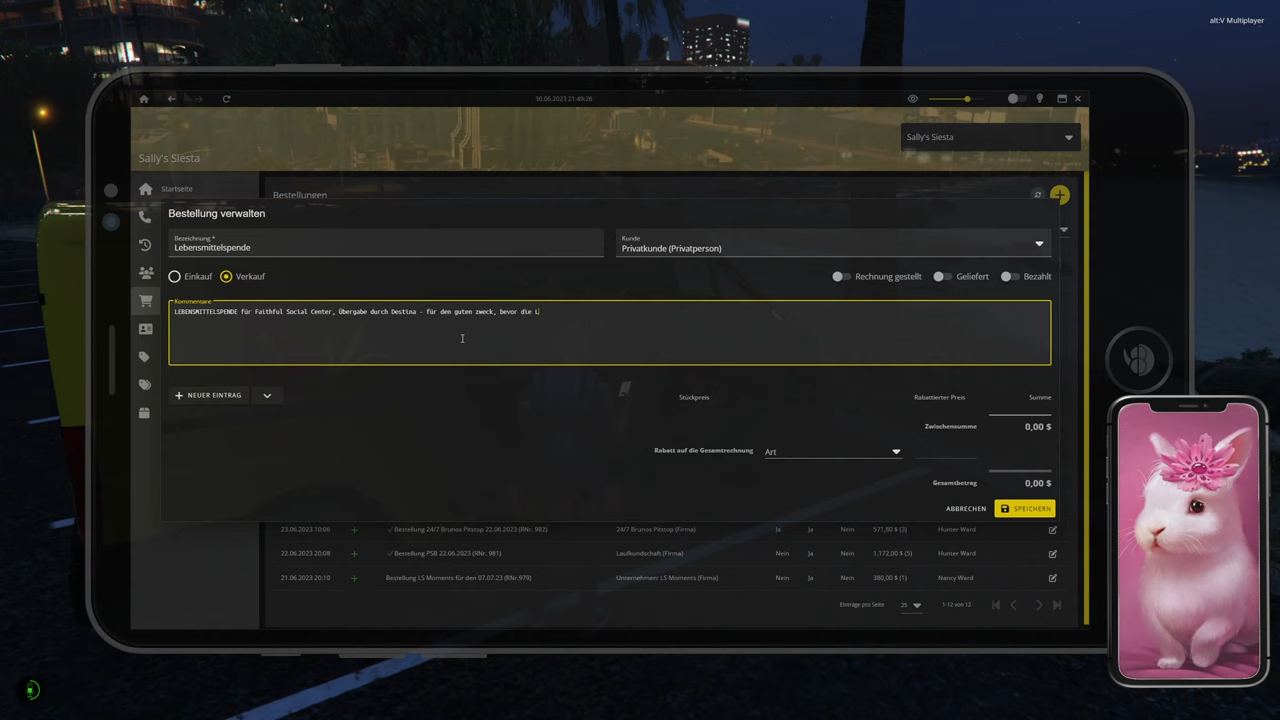 alt:V Multiplayer
30.06.2023 21:49:26
Sally's Siesta
Sally's Siesta
Startseite
Bestellungen
Bestellung verwalten
Bezeichnung *
Lebensmittelspende
Kunde
Privatkunde (Privatperson)
Einkauf
Verkauf
Rechnung gestellt
Geliefert
Bezahlt
Kommentare
LEBENSMITTELSPENDE für Faithful Social Center, Übergabe durch Destina - für den guten zweck, bevor die L
NEUER EINTRAG
Stückpreis
Rabattierter Preis
Summe
Zwischensumme
0,00 $
Rabatt auf die Gesamtrechnung
Art
Gesamtbetrag
0,00 $
ABBRECHEN
SPEICHERN
23.06.2023 10:06 + ✓Bestellung 24/7 Brunos Pitstop 22.06.2023 (RNr. 982) 24/7 Brunos Pitstop (Firma) Ja Ja Nein 571,80 $ (3) Hunter Ward
22.06.2023 20:08 + ✓Bestellung PSB 22.06.2023 (RNr. 981) Laufkundschaft (Firma) Nein Ja Nein 1.172,00 $ (5) Hunter Ward
21.06.2023 20:10 + Bestellung LS Moments für den 07.07.23 (RNr.979) Unternehmen: LS Moments (Firma) Nein Ja Nein 380,00 $ (1) Nancy Ward
Einträge pro Seite 25 1-12 von 12